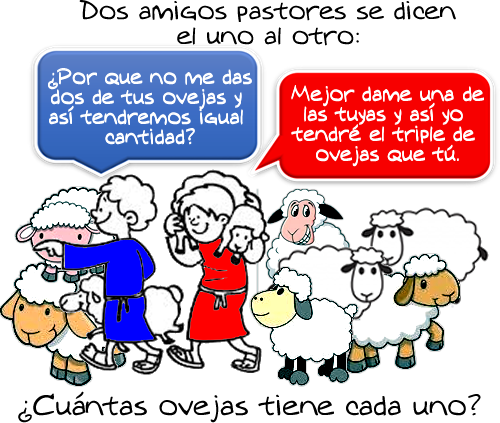 Dos amigos pastores se dicen
el uno al otro:
¿Por que no me das
dos de tus ovejas y
así tendremos igual
cantidad?
Mejor dame una de
las tuyas y así yo
tendré el triple de
ovejas que tú.
¿Cuántas ovejas tiene cada uno?